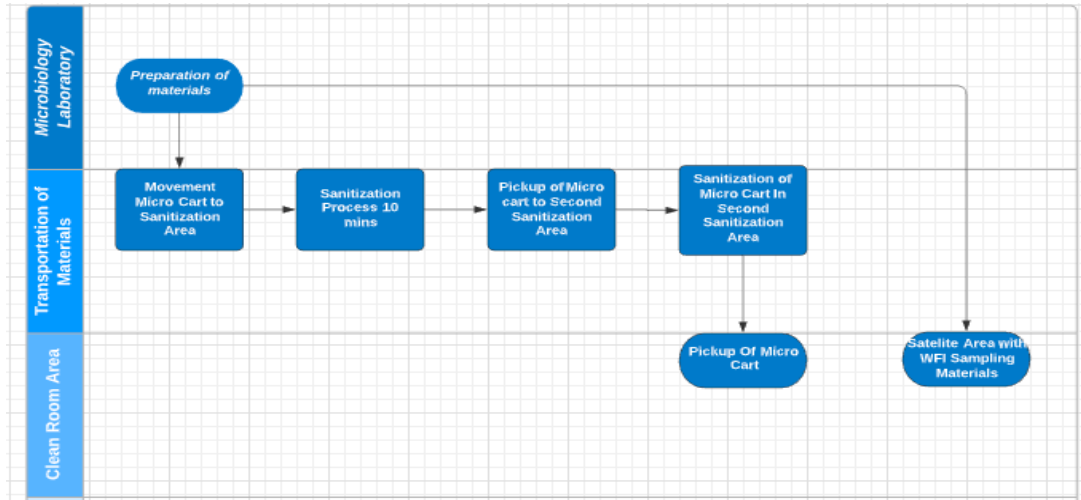 Microbiology
Laboratory
Preparation of
materials
Transportation of
Materials
Movement
Micro Cart to
Sanitization
Area
Sanitization
Process 10
mins
Pickup of Micro
cart to Second
Sanitization
Area
Sanitization of
Micro Cart In
Second
Sanitization
Area
Clean Room Area
Pickup Of Micro
Cart
Satelite Area with
WFI Sampling
Materials